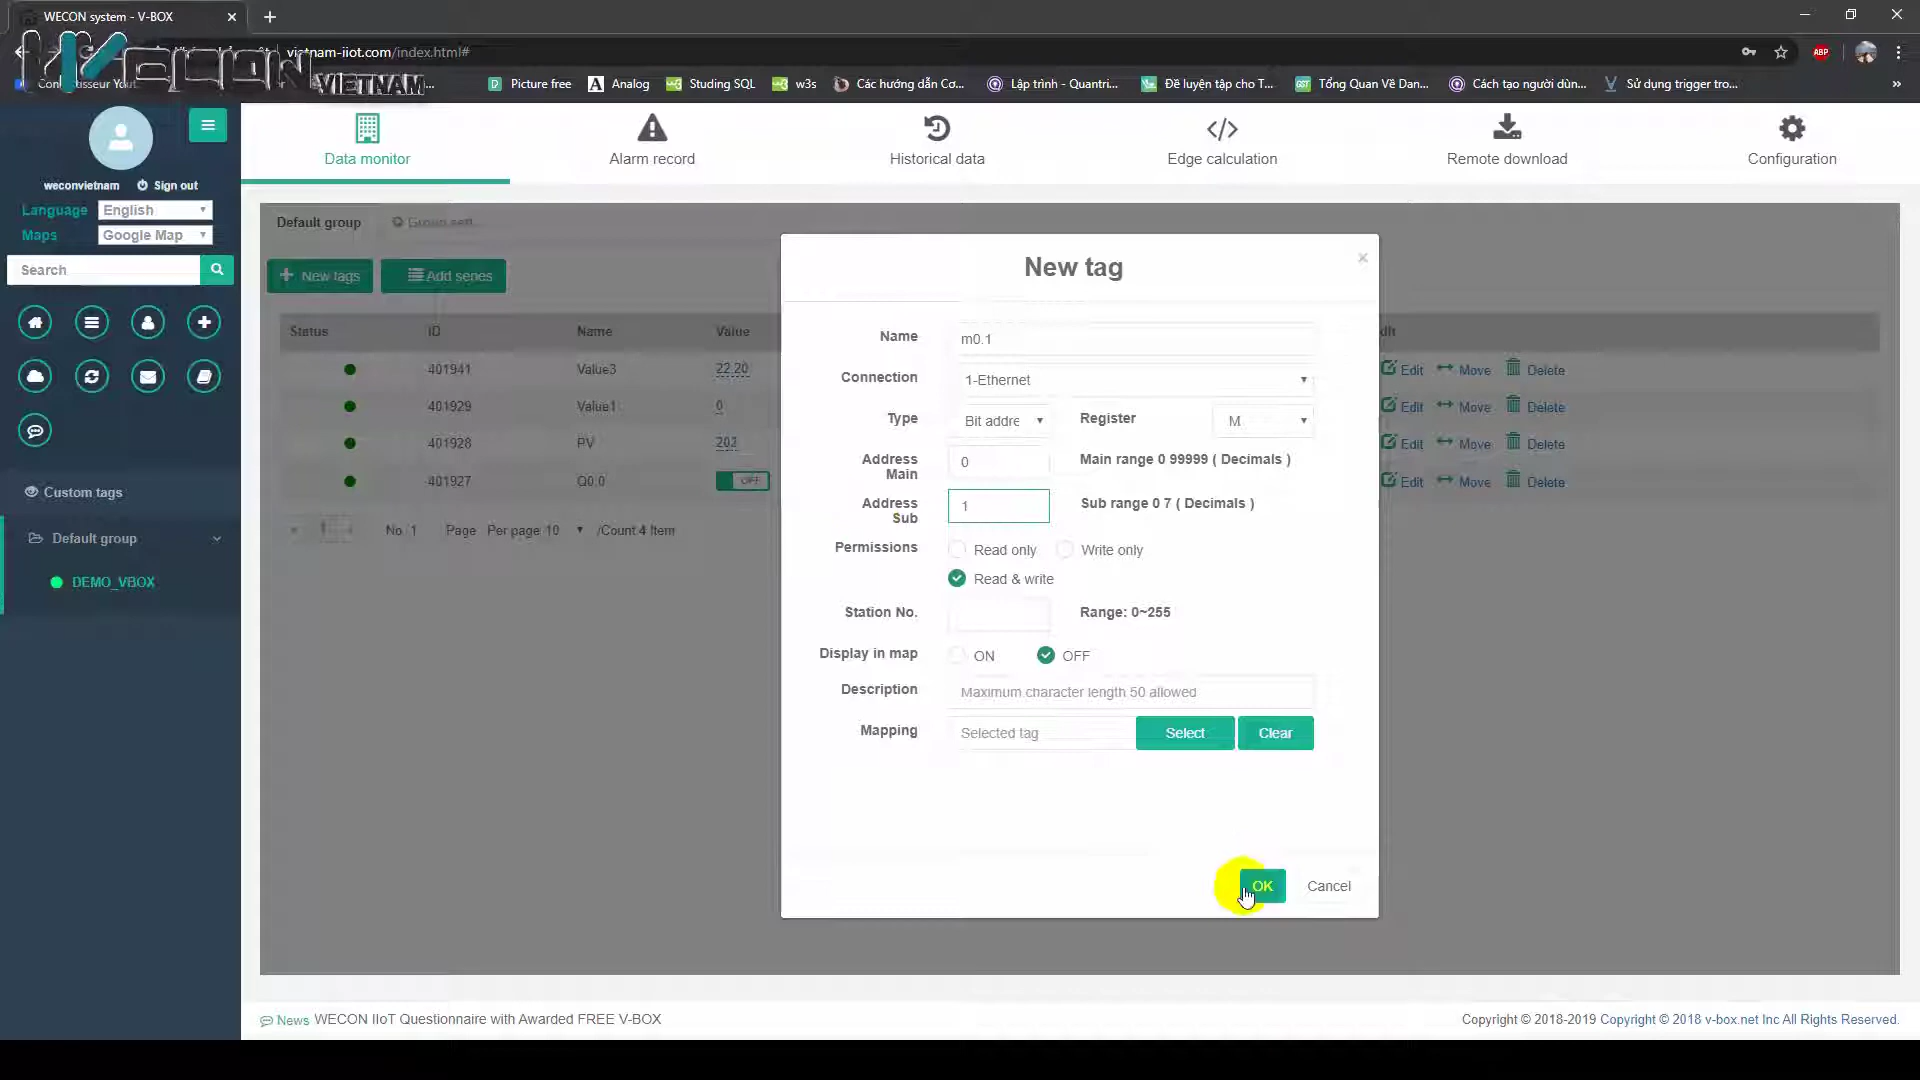 WECON system - V-BOX
vietnam-iiot.com/index.html#
WECON
VIETNAM
Picture free
Analog
Studing SQL
w3s
Các hướng dẫn Cơ...
Lập trình - Quantri...
Đề luyện tập cho T...
Tổng Quan Về Dan...
Cách tạo người dùn...
Sử dụng trigger tro...
»
ABP
weconvietnam
Sign out
Language
English
Maps
Google Map
Search
Custom tags
Default group
DEMO_VBOX
Data monitor
Alarm record
Historical data
Edge calculation
Remote download
Configuration
Default group
New tags
Add series
Status ID Name Value
401941 Value3 22.20 Edit Move Delete
401929 Value1 0 Edit Move Delete
401928 PV 202 Edit Move Delete
401927 Q0.0 OFF Edit Move Delete
1 No. 1 Page Per page 10 /Count 4 Item
New tag
×
Name m0.1
Connection 1-Ethernet
Type Bit addre Register M
Address Main 0 Main range 0 99999 ( Decimals )
Address Sub 1 Sub range 0 7 ( Decimals )
Permissions Read only Write only
Read & write
Station No. Range: 0~255
Display in map ON OFF
Description Maximum character length 50 allowed
Mapping Selected tag Select Clear
OK Cancel
News WECON IIoT Questionnaire with Awarded FREE V-BOX
Copyright © 2018-2019 Copyright © 2018 v-box.net Inc All Rights Reserved.